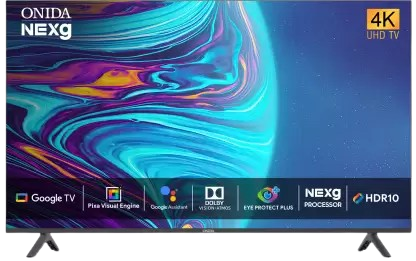 ONIDA
NEXg
4K
UHD TV
Google TV
Pixa Visual Engine
Google Assistant
DOLBY
VISION·ATMOS
EYE PROTECT PLUS
NEXg
PROCESSOR
HDR10
ONIDA